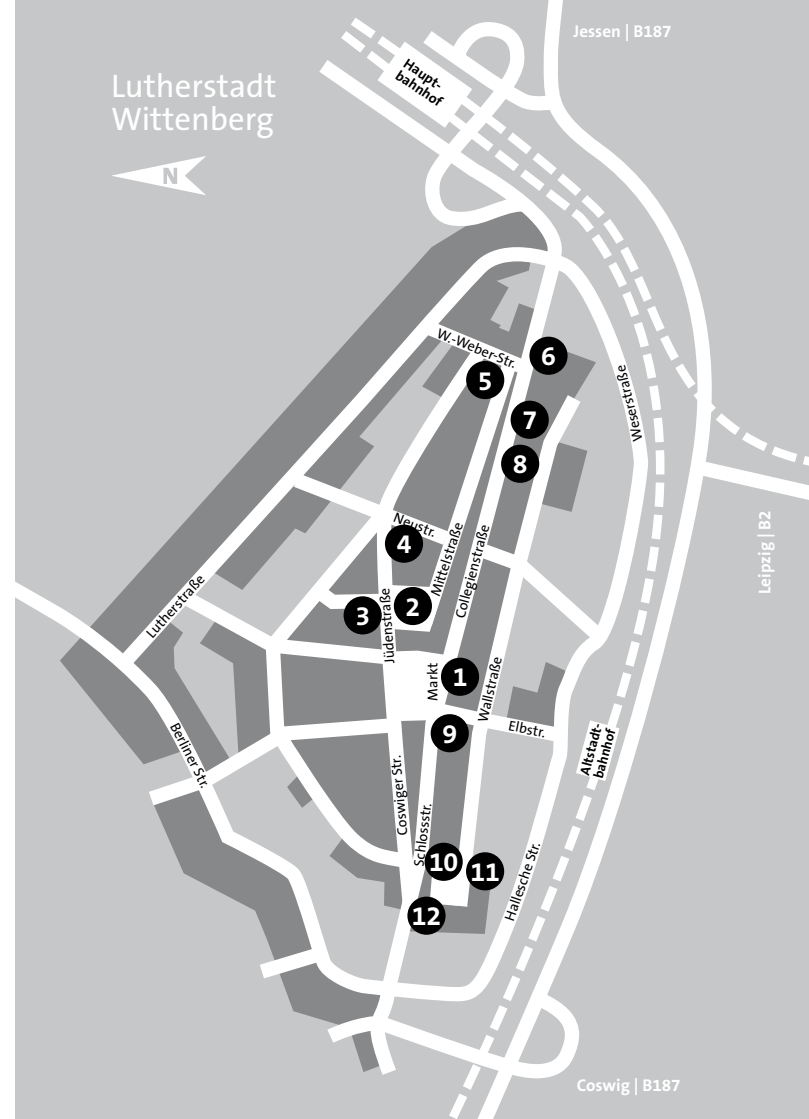 Jessen | B187
Haupt-
bahnhof
Lutherstadt
Wittenberg
N
W.-Weber-Str.
6
5
7
Weserstraße
8
Neustr.
4
Mittelstraße
Collegienstraße
Leipzig | B2
Lutherstraße
3
2
Jüdenstraße
Markt
1
Wallstraße
9
Elbstr.
Berliner Str.
Altstadt-
bahnhof
Coswiger Str.
Schlossstr.
10
11
Hallesche Str.
12
Coswig | B187